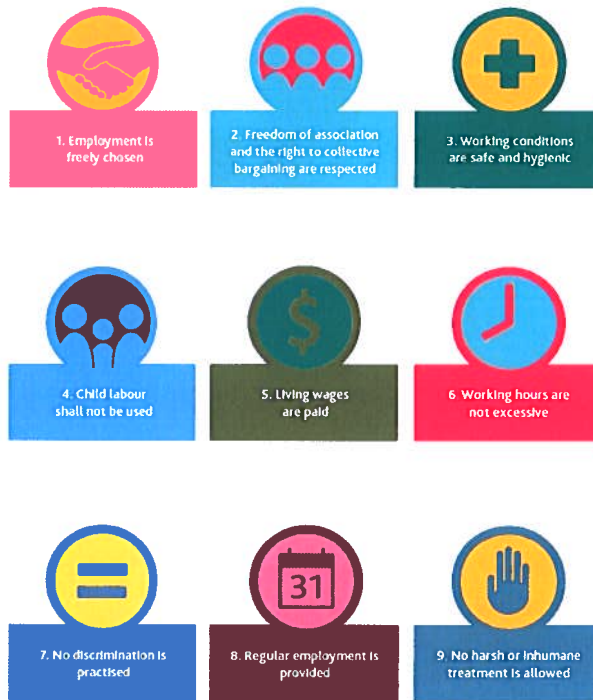 1. Employment is
freely chosen
2. Freedom of association
and the right to collective
bargaining are respected
3. Working conditions
are safe and hygienic
4. Child labour
shall not be used
$
5. Living wages
are paid
6. Working hours are
not excessive
7. No discrimination is
practised
31
8. Regular employment is
provided
9. No harsh or inhumane
treatment is allowed